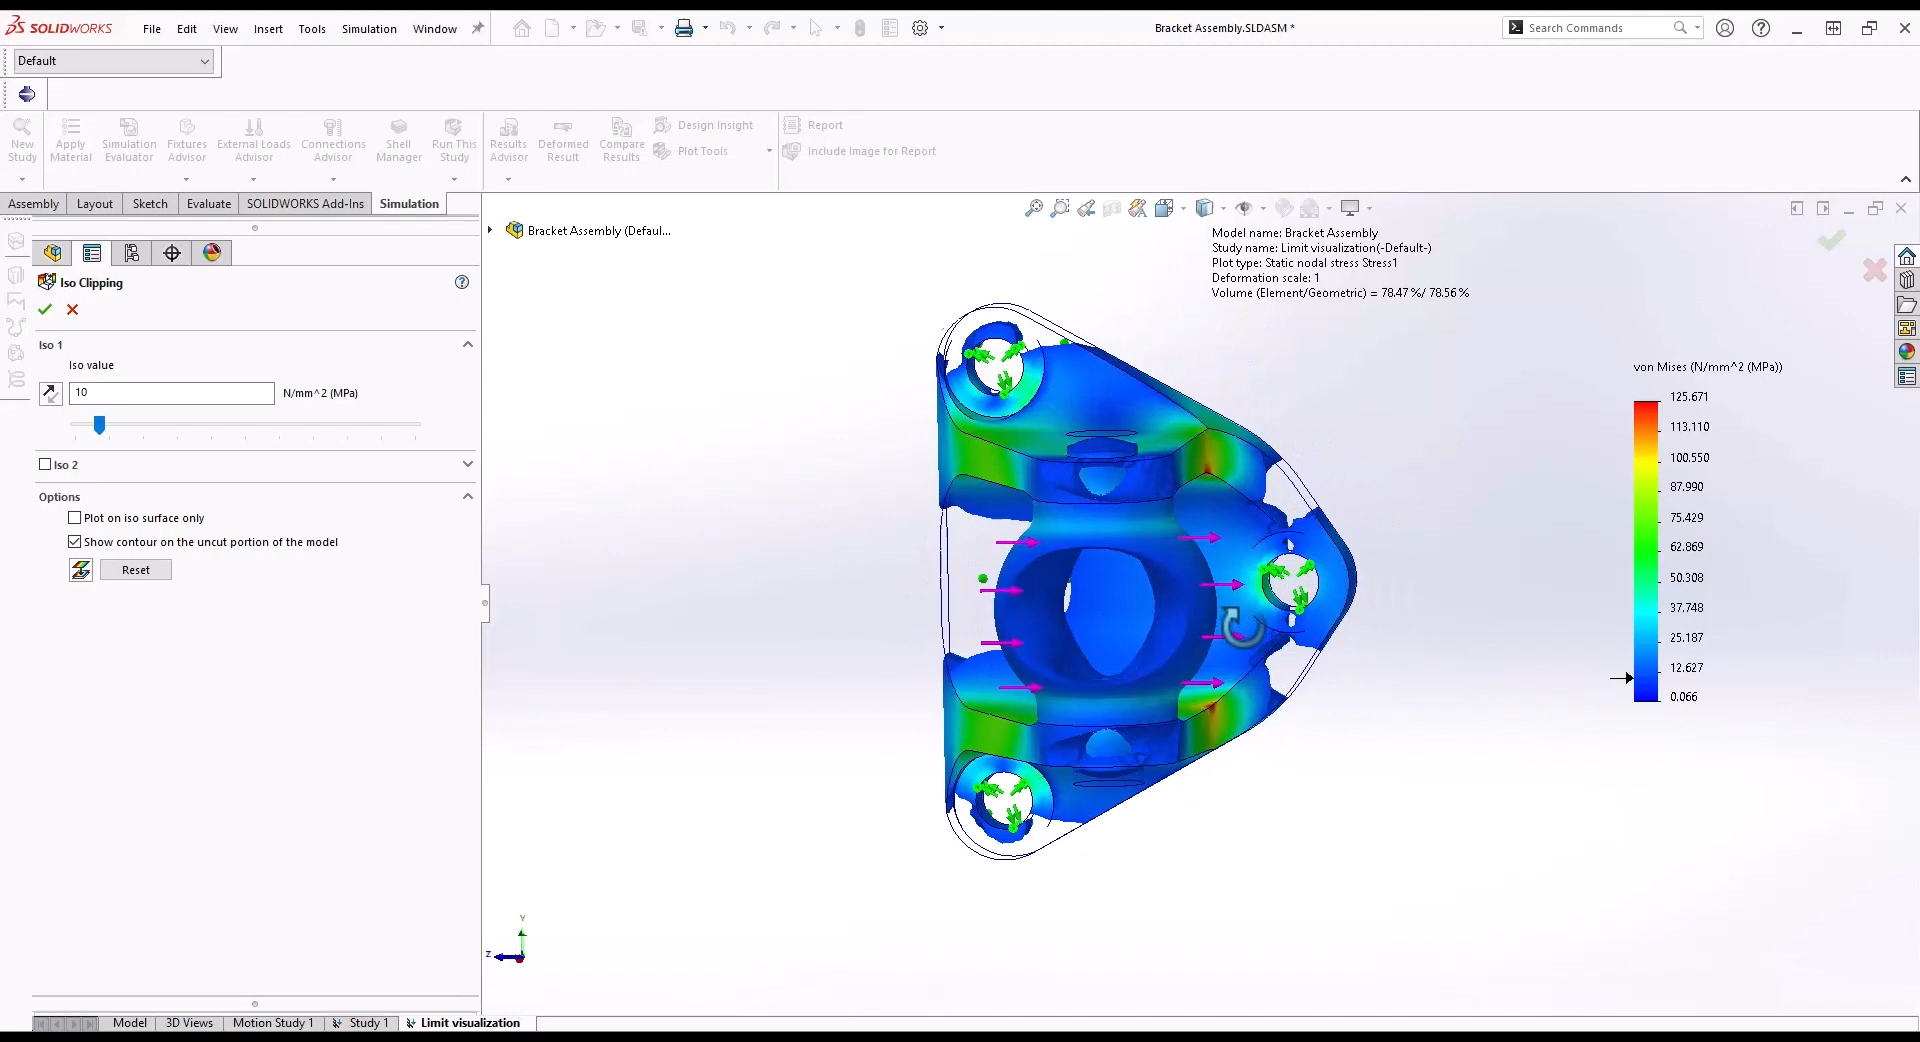 SOLIDWORKS
File Edit View Insert Tools Simulation Window
Bracket Assembly.SLDASM *
Search Commands
Default
New Study
Apply Material
Simulation Evaluator
Fixtures Advisor
External Loads Advisor
Connections Advisor
Shell Manager
Run This Study
Results Advisor
Deformed Result
Compare Results
Design Insight
Plot Tools
Report
Include Image for Report
Assembly Layout Sketch Evaluate SOLIDWORKS Add-Ins Simulation
Bracket Assembly (Defaul...
Model name: Bracket Assembly
Study name: Limit visualization(-Default-)
Plot type: Static nodal stress Stress1
Deformation scale: 1
Volume (Element/Geometric) = 78.47 %/ 78.56 %
Iso Clipping
Iso 1
Iso value
10 N/mm^2 (MPa)
Iso 2
Options
Plot on iso surface only
Show contour on the uncut portion of the model
Reset
von Mises (N/mm^2 (MPa))
125.671
113.110
100.550
87.990
75.429
62.869
50.308
37.748
25.187
12.627
0.066
Y
Z
Model 3D Views Motion Study 1 Study 1 Limit visualization